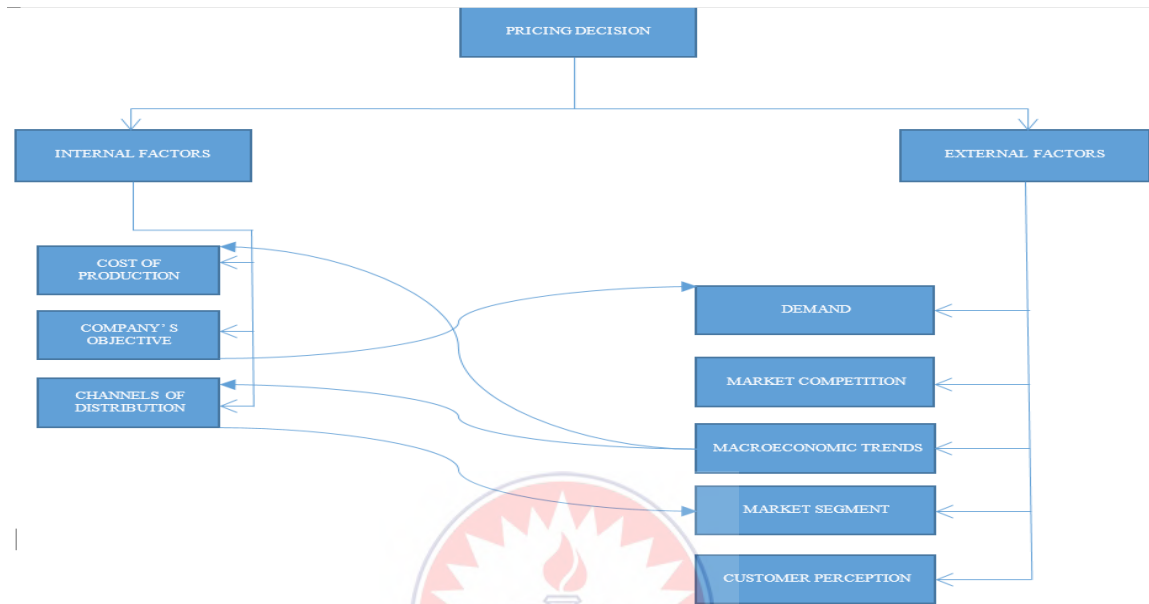 PRICING DECISION
INTERNAL FACTORS
EXTERNAL FACTORS
COST OF
PRODUCTION
COMPANY' S
OBJECTIVE
CHANNELS OF
DISTRIBUTION
DEMAND
MARKET COMPETITION
MACROECONOMIC TRENDS
MARKET SEGMENT
CUSTOMER PERCEPTION